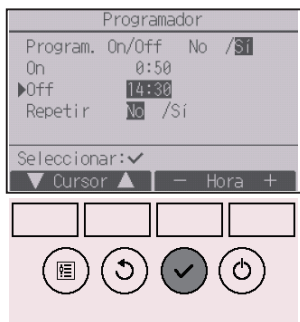 Programador
Program. On/Off No /Sí
On 0:50
▶Off 14:30
Repetir No /Sí
Seleccionar:✓
▼ Cursor ▲ − Hora +